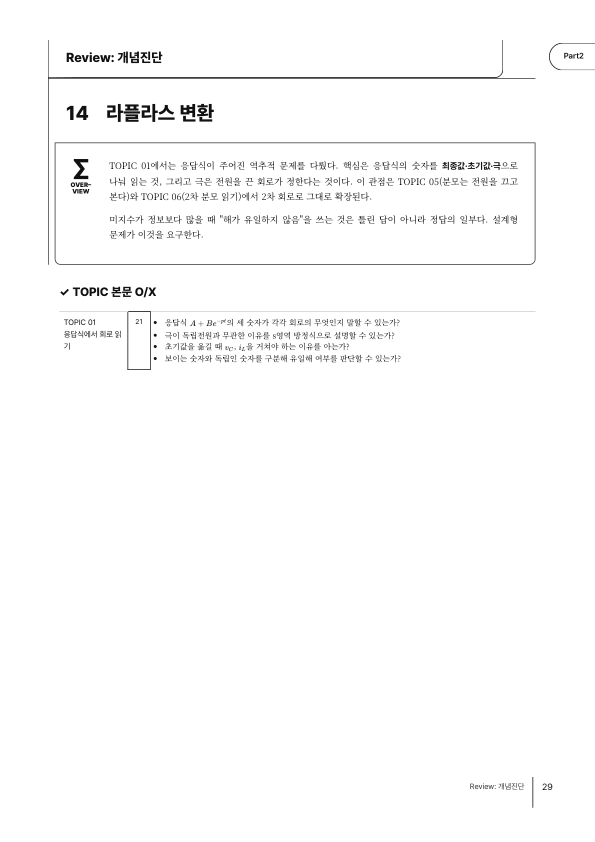 Review: 개념진단
Part2
14 라플라스 변환
Σ
OVER-
VIEW
TOPIC 01에서는 응답식이 주어진 역추적 문제를 다뤘다. 핵심은 응답식의 숫자를 최종값·초기값·극으로
나눠 읽는 것, 그리고 극은 전원을 끈 회로가 정한다는 것이다. 이 관점은 TOPIC 05(분모는 전원을 끄고
본다)와 TOPIC 06(2차 분모 읽기)에서 2차 회로로 그대로 확장된다.
미지수가 정보보다 많을 때 "해가 유일하지 않음"을 쓰는 것은 틀린 답이 아니라 정답의 일부다. 설계형
문제가 이것을 요구한다.
✓ TOPIC 본문 O/X
TOPIC 01
응답식에서 회로 읽
기
21
• 응답식 A + Be^{-pt}의 세 숫자가 각각 회로의 무엇인지 말할 수 있는가?
• 극이 독립전원과 무관한 이유를 s영역 방정식으로 설명할 수 있는가?
• 초기값을 옮길 때 v_C, i_L을 거쳐야 하는 이유를 아는가?
• 보이는 숫자와 독립인 숫자를 구분해 유일해 여부를 판단할 수 있는가?
Review: 개념진단
29